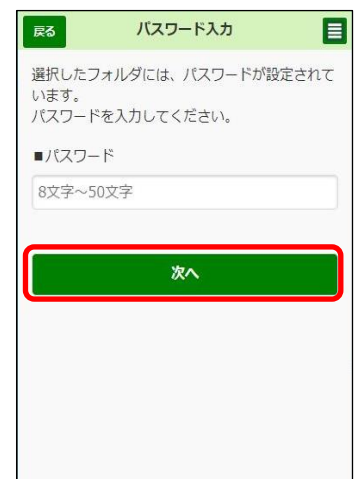 戻る パスワード入力
選択したフォルダには、パスワードが設定されて
います。
パスワードを入力してください。
■パスワード
8文字～50文字
次へ